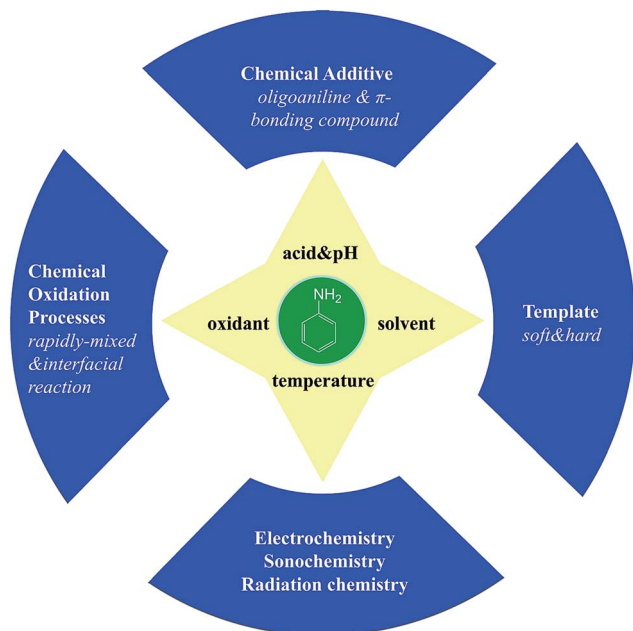 Chemical Additive
oligoaniline & π-
bonding compound
Chemical
Oxidation
Processes
rapidly-mixed
&interfacial
reaction
acid&pH
NH2
oxidant
solvent
temperature
Template
soft&hard
Electrochemistry
Sonochemistry
Radiation chemistry